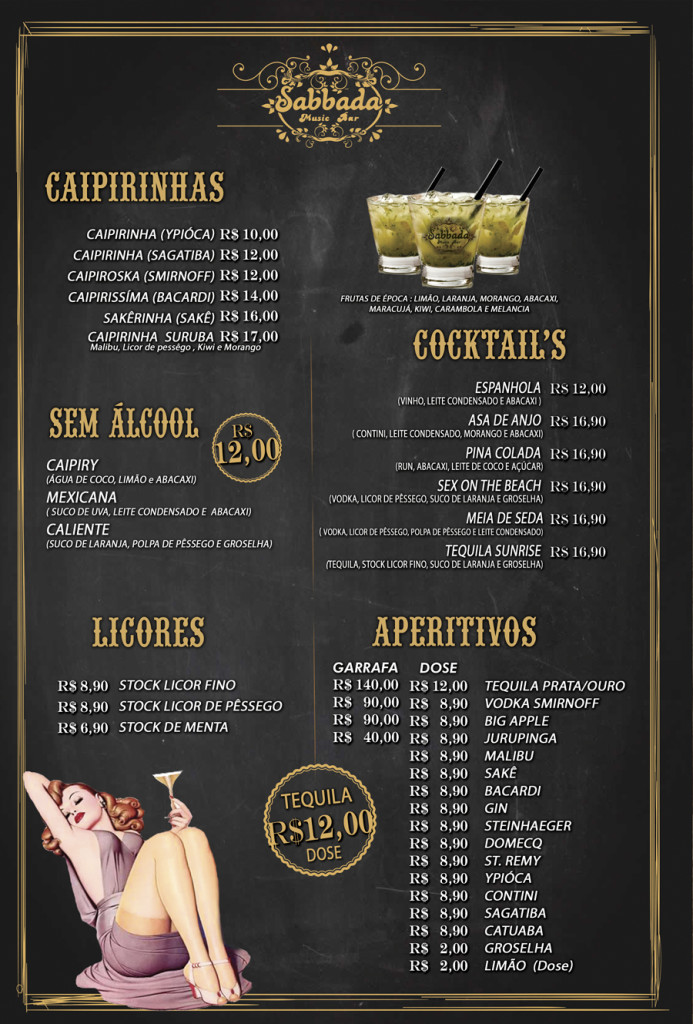 Sabbada
Music Bar
CAIPIRINHAS
CAIPIRINHA (YPIÓCA) R$ 10,00
CAIPIRINHA (SAGATIBA) R$ 12,00
CAIPIROSKA (SMIRNOFF) R$ 12,00
CAIPIRISSÍMA (BACARDI) R$ 14,00
SAKÊRINHA (SAKÊ) R$ 16,00
CAIPIRINHA SURUBA R$ 17,00
Malibu, Licor de pességo , Kiwi e Morango
Sabbada
FRUTAS DE ÉPOCA : LIMÃO, LARANJA, MORANGO, ABACAXI,
MARACUJÁ, KIWI, CARAMBOLA E MELANCIA
COCKTAIL'S
ESPANHOLA R$ 12,00
(VINHO, LEITE CONDENSADO E ABACAXI )
ASA DE ANJO R$ 16,90
( CONTINI, LEITE CONDENSADO, MORANGO E ABACAXI)
PINA COLADA R$ 16,90
(RUN, ABACAXI, LEITE DE COCO E AÇÚCAR)
SEX ON THE BEACH R$ 16,90
(VODKA, LICOR DE PÊSSEGO, SUCO DE LARANJA E GROSELHA)
MEIA DE SEDA R$ 16,90
( VODKA, LICOR DE PÊSSEGO, POLPA DE PÊSSEGO E LEITE CONDENSADO)
TEQUILA SUNRISE R$ 16,90
(TEQUILA, STOCK LICOR FINO, SUCO DE LARANJA E GROSELHA)
SEM ÁLCOOL
R$
12,00
CAIPIRY
(ÁGUA DE COCO, LIMÃO e ABACAXI)
MEXICANA
( SUCO DE UVA, LEITE CONDENSADO E ABACAXI)
CALIENTE
(SUCO DE LARANJA, POLPA DE PÊSSEGO E GROSELHA)
LICORES
R$ 8,90 STOCK LICOR FINO
R$ 8,90 STOCK LICOR DE PÊSSEGO
R$ 6,90 STOCK DE MENTA
APERITIVOS
GARRAFA DOSE
R$ 140,00 R$ 12,00 TEQUILA PRATA/OURO
R$ 90,00 R$ 8,90 VODKA SMIRNOFF
R$ 90,00 R$ 8,90 BIG APPLE
R$ 40,00 R$ 8,90 JURUPINGA
R$ 8,90 MALIBU
R$ 8,90 SAKÊ
R$ 8,90 BACARDI
R$ 8,90 GIN
R$ 8,90 STEINHAEGER
R$ 8,90 DOMECQ
R$ 8,90 ST. REMY
R$ 8,90 YPIÓCA
R$ 8,90 CONTINI
R$ 8,90 SAGATIBA
R$ 8,90 CATUABA
R$ 2,00 GROSELHA
R$ 2,00 LIMÃO (Dose)
TEQUILA
R$12,00
DOSE